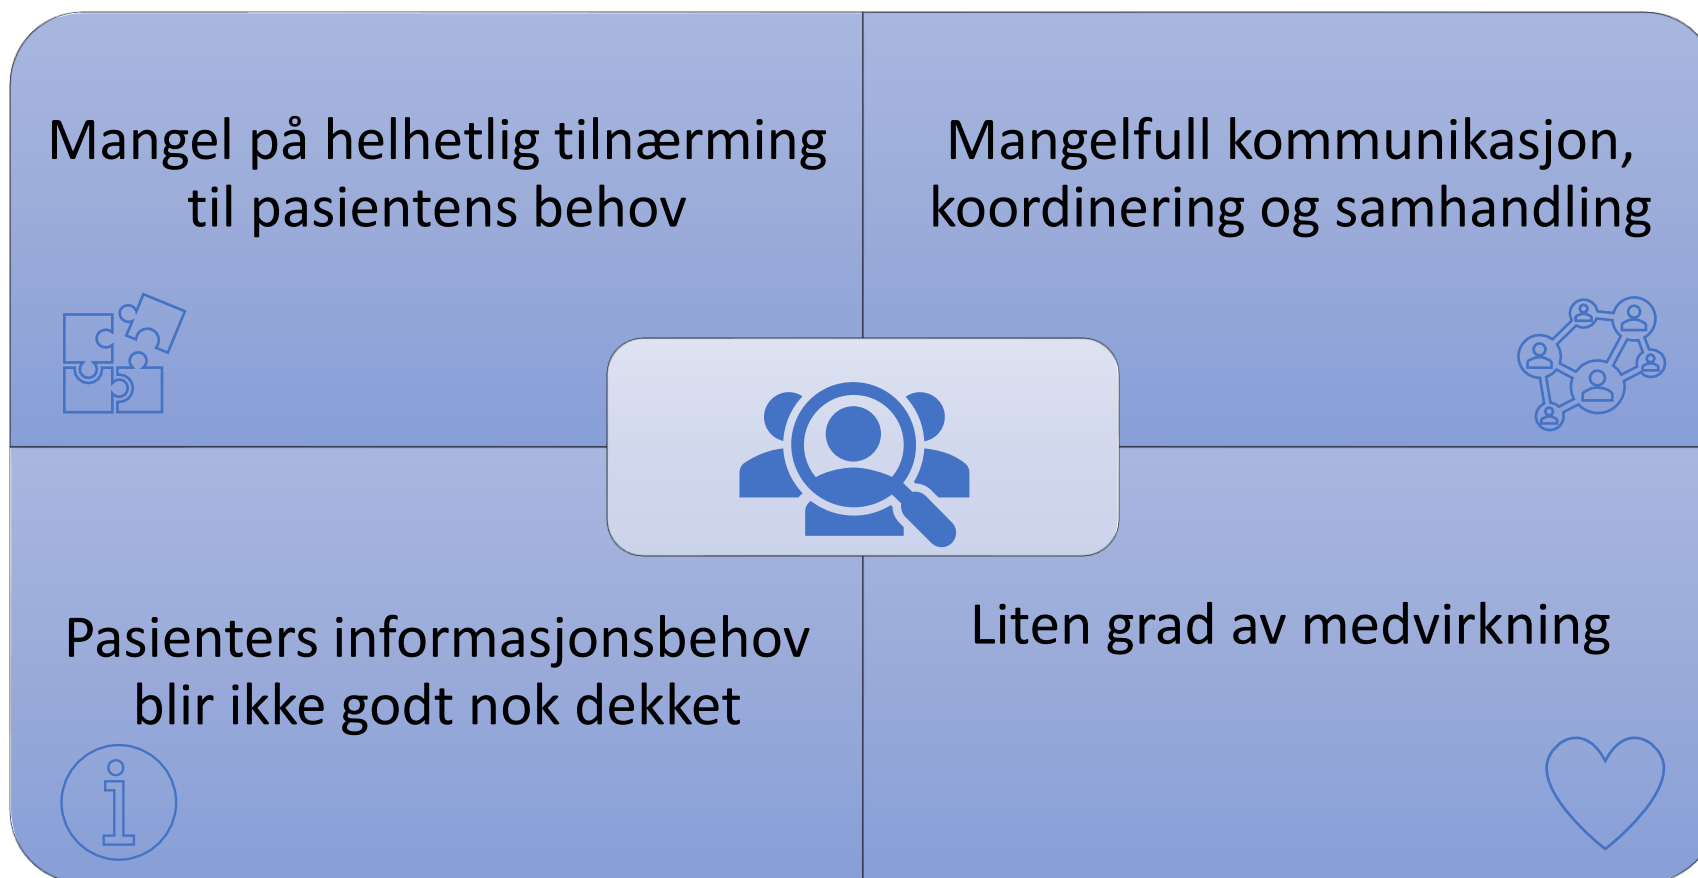 Mangel på helhetlig tilnærming
til pasientens behov
Mangelfull kommunikasjon,
koordinering og samhandling
Pasienters informasjonsbehov
blir ikke godt nok dekket
Liten grad av medvirkning